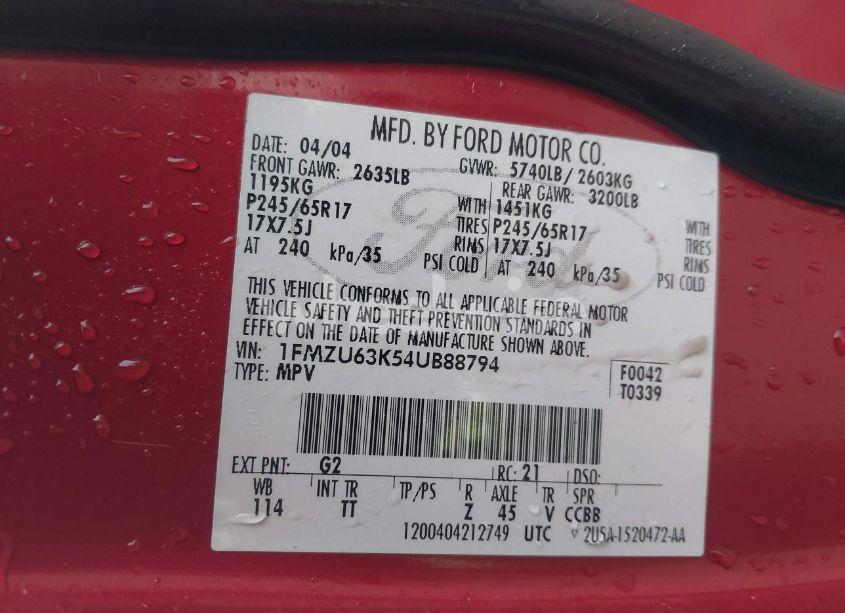 MFD. BY FORD MOTOR CO.
DATE: 04/04 GVWR: 5740LB/ 2603KG
FRONT GAWR: 2635LB REAR GAWR: 3200LB
1195KG WITH 1451KG WITH
P245/65R17 TIRES P245/65R17 TIRES
17X7.5J RIMS 17X7.5J RIMS
AT 240 kPa/35 PSI COLD AT 240 kPa/35 PSI COLD
Ford
THIS VEHICLE CONFORMS TO ALL APPLICABLE FEDERAL MOTOR
VEHICLE SAFETY AND THEFT PREVENTION STANDARDS IN
EFFECT ON THE DATE OF MANUFACTURE SHOWN ABOVE.
VIN: 1FMZU63K54UB88794
TYPE: MPV
F0042
T0339
EXT PNT: G2 RC: 21 DSO:
WB INT TR TP/PS R AXLE TR SPR
114 TT Z 45 V CCBB
1200404212749 UTC ▽ 2U5A-1520472-AA